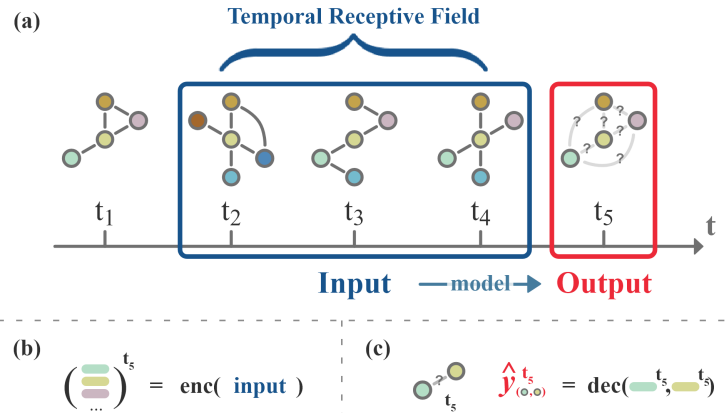 (a)
Temporal Receptive Field
? ? ? ? ? ?
t1 t2 t3 t4 t5
t
Input model Output
(b)
( ... ) t5 = enc( input )
(c)
? t5 ŷ t5 (o,o) = dec( t5, t5)